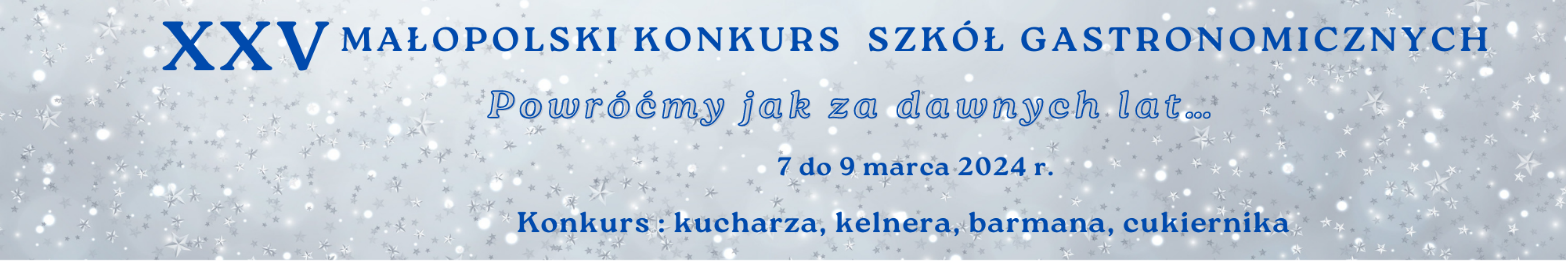 XXV MAŁOPOLSKI KONKURS SZKÓŁ GASTRONOMICZNYCH
Powróćmy jak za dawnych lat...
7 do 9 marca 2024 r.
Konkurs : kucharza, kelnera, barmana, cukiernika